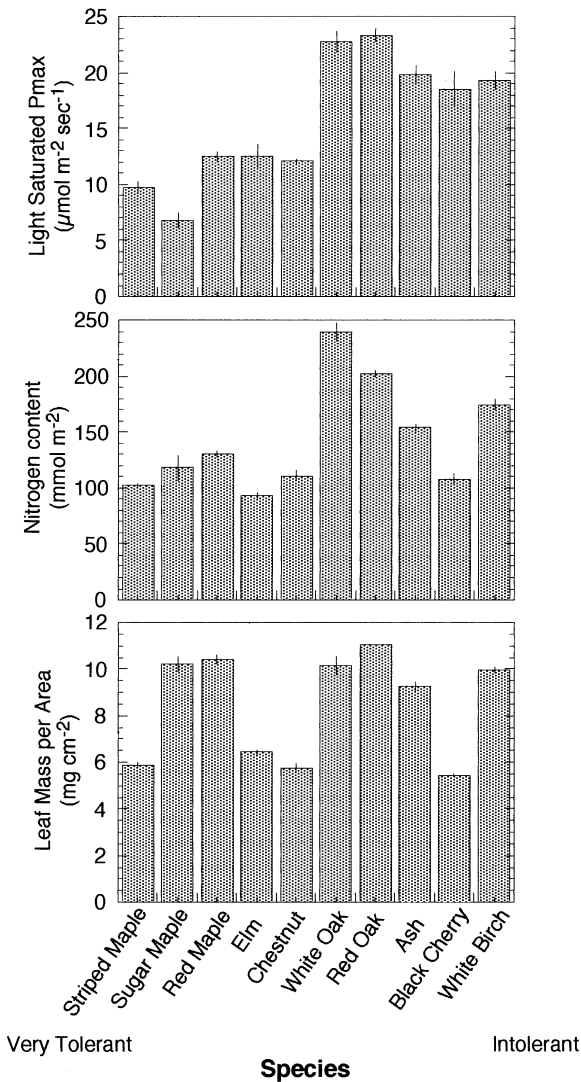 25
20
15
10
5
0
Light Saturated Pmax
(µmol m-2 sec-1)
250
200
150
100
50
0
Nitrogen content
(mmol m-2)
12
10
8
6
4
2
0
Leaf Mass per Area
(mg cm-2)
Striped Maple
Sugar Maple
Red Maple
Elm
Chestnut
White Oak
Red Oak
Ash
Black Cherry
White Birch
Very Tolerant
Intolerant
Species